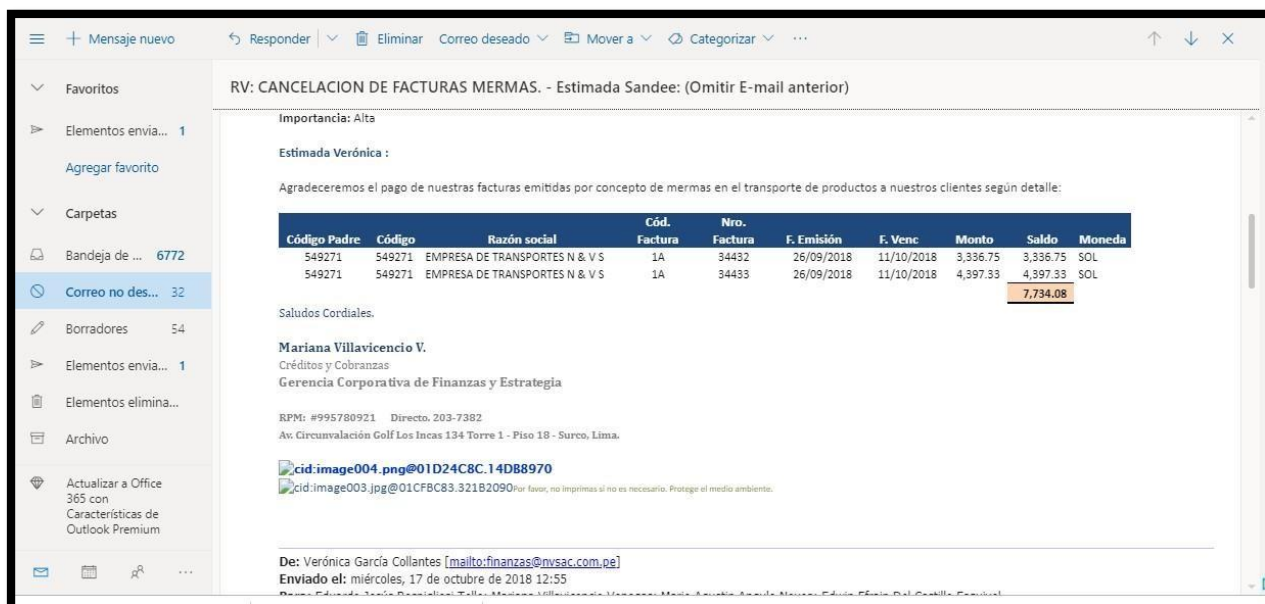 Mensaje nuevo
Responder Eliminar Correo deseado Mover a Categorizar ...
Favoritos
Elementos envia... 1
Agregar favorito
Carpetas
Bandeja de ... 6772
Correo no des... 32
Borradores 54
Elementos envia... 1
Elementos elimina...
Archivo
Actualizar a Office
365 con
Características de
Outlook Premium
...
RV: CANCELACION DE FACTURAS MERMAS. - Estimada Sandee: (Omitir E-mail anterior)
Importancia: Alta
Estimada Verónica :
Agradeceremos el pago de nuestras facturas emitidas por concepto de mermas en el transporte de productos a nuestros clientes según detalle:
Código Padre Código Razón social Cód. Factura Nro. Factura F. Emisión F. Venc Monto Saldo Moneda
549271 549271 EMPRESA DE TRANSPORTES N & V S 1A 34432 26/09/2018 11/10/2018 3,336.75 3,336.75 SOL
549271 549271 EMPRESA DE TRANSPORTES N & V S 1A 34433 26/09/2018 11/10/2018 4,397.33 4,397.33 SOL
7,734.08
Saludos Cordiales.
Mariana Villavicencio V.
Créditos y Cobranzas
Gerencia Corporativa de Finanzas y Estrategia
RPM: #995780921 Directo. 203-7382
Av. Circunvalación Golf Los Incas 134 Torre 1 - Piso 18 - Surco, Lima.
cid:image004.png@01D24C8C.14DB8970
cid:image003.jpg@01CFBC83.321B2090Por favor, no imprimas si no es necesario. Protege el medio ambiente.
De: Verónica García Collantes [mailto:finanzas@nvsac.com.pe]
Enviado el: miércoles, 17 de octubre de 2018 12:55